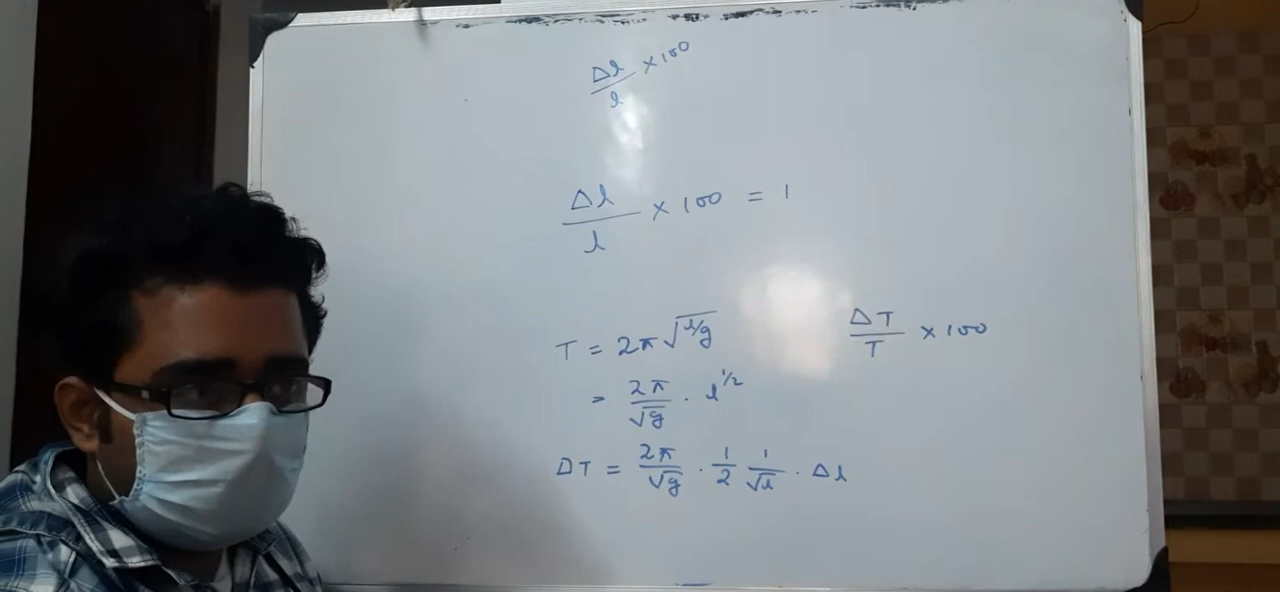 Δl/l × 100
Δl/l × 100 = 1
T = 2π √(l/g)
ΔT/T × 100
= 2π/√g · l^1/2
ΔT = 2π/√g · 1/2 1/√l · Δl